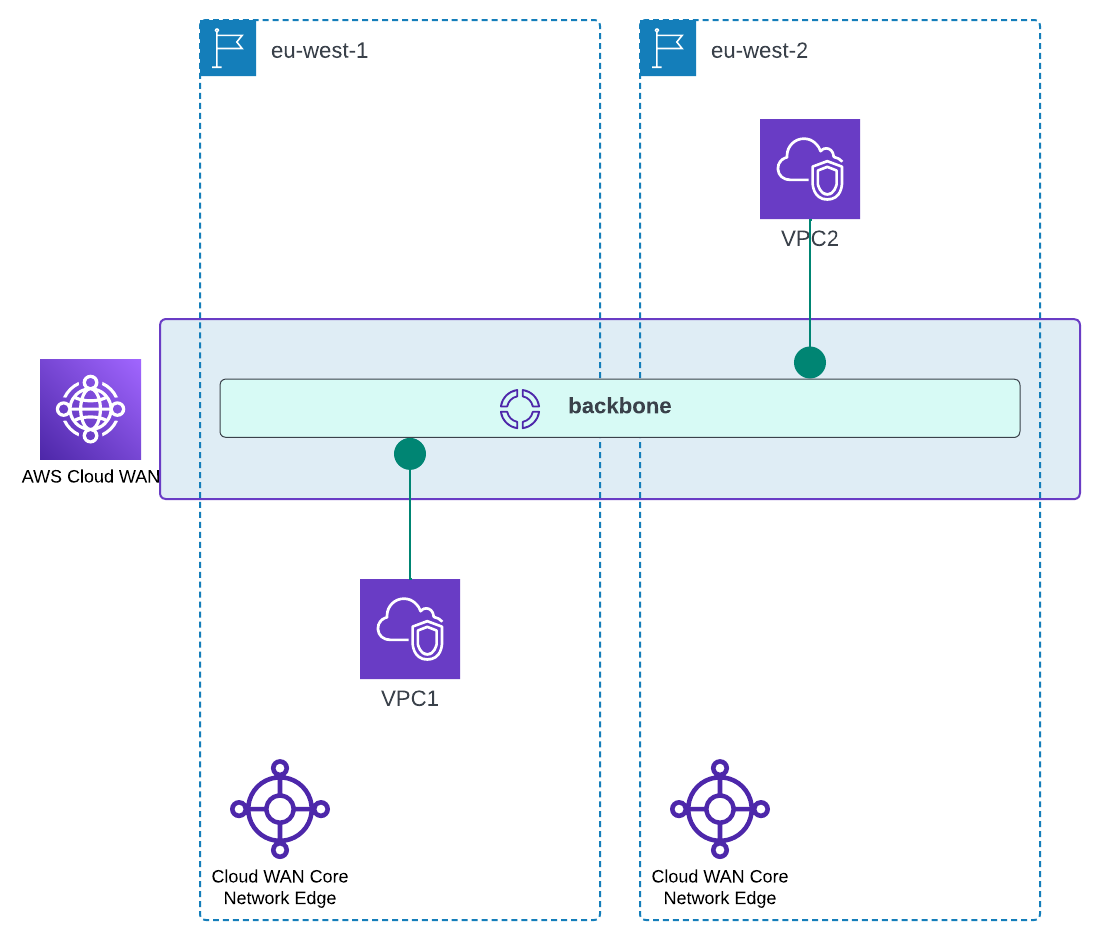 eu-west-1
eu-west-2
VPC2
backbone
AWS Cloud WAN
VPC1
Cloud WAN Core
Network Edge
Cloud WAN Core
Network Edge